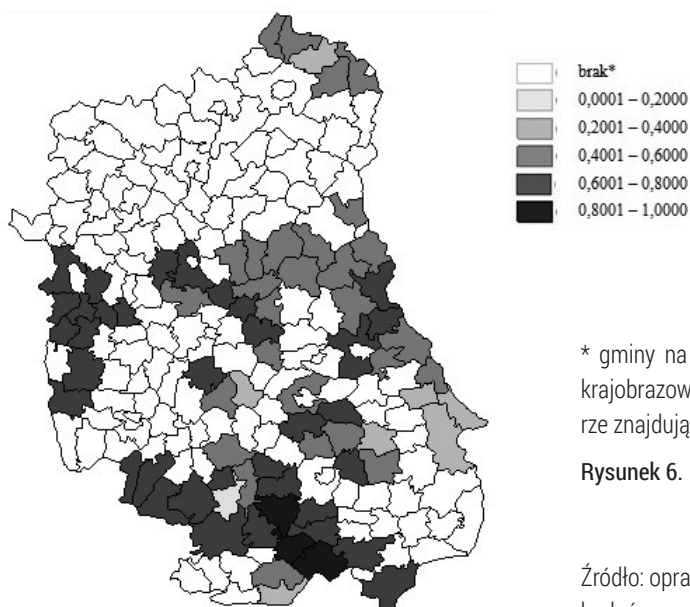 brak*
0,0001 – 0,2000
0,2001 – 0,4000
0,4001 – 0,6000
0,6001 – 0,8000
0,8001 – 1,0000
* gminy na
krajobrazow
rze znajdują
Rysunek 6.
Źródło: opra